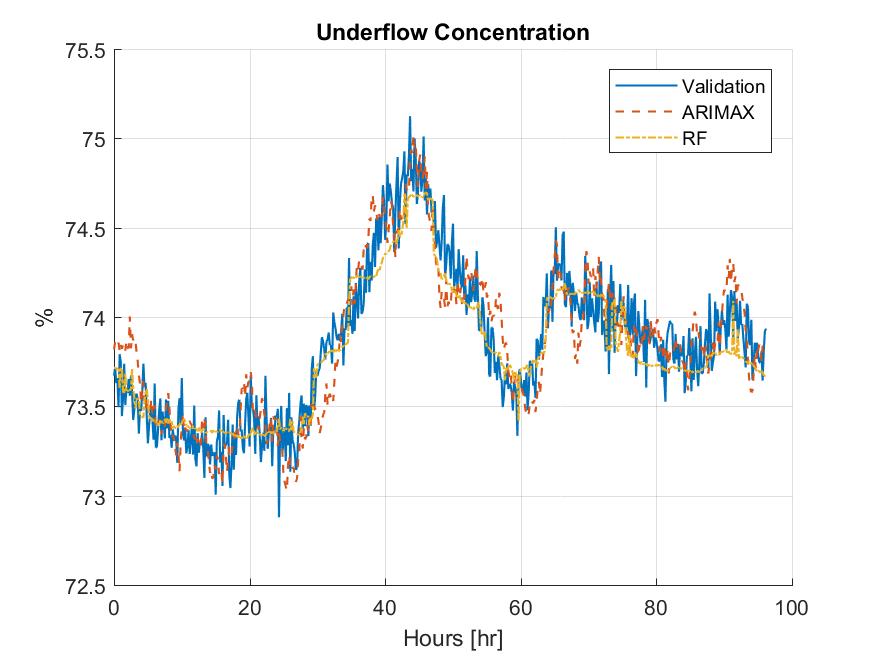 Underflow Concentration
75.5
75
74.5
74
73.5
73
72.5
%
0 20 40 60 80 100
Hours [hr]
Validation
ARIMAX
RF